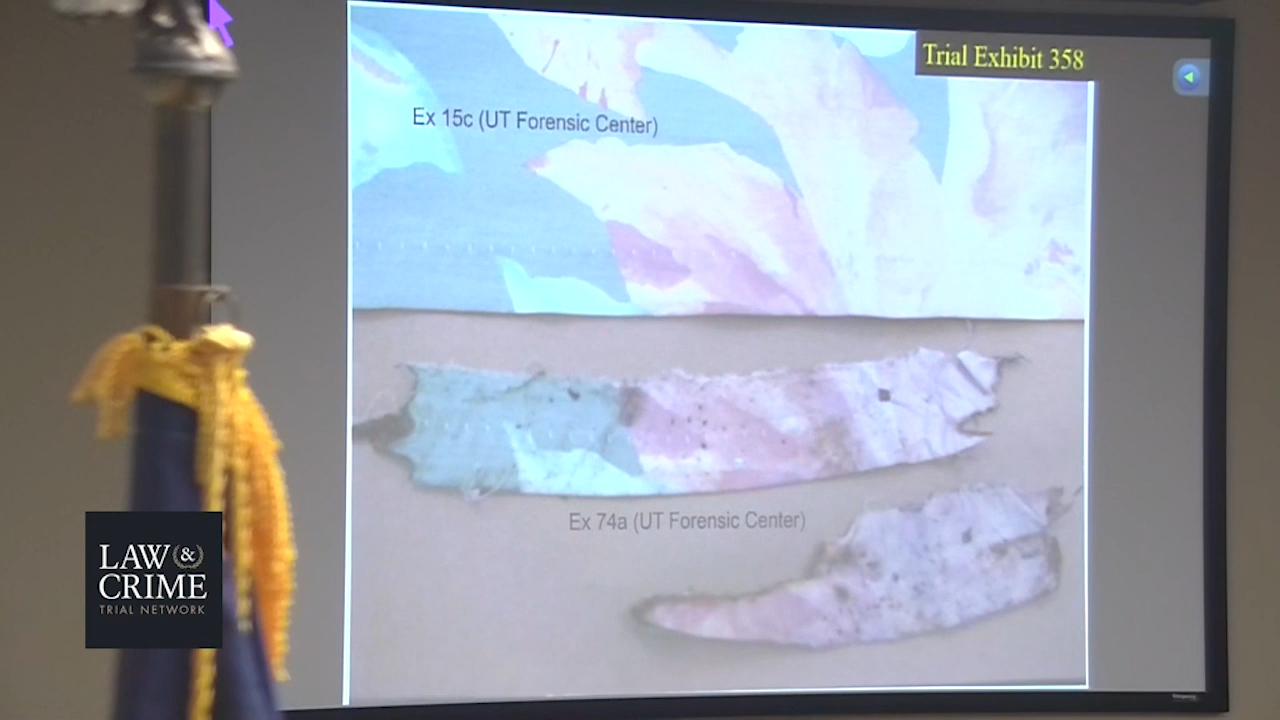 Trial Exhibit 358
Ex 15c (UT Forensic Center)
Ex 74a (UT Forensic Center)
LAW &
CRIME
TRIAL NETWORK